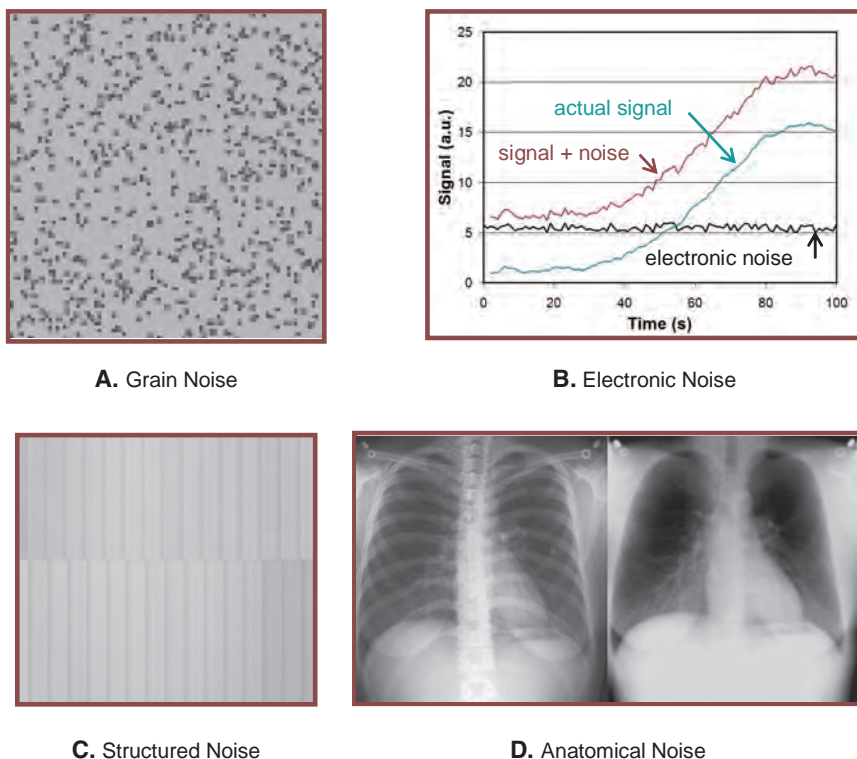 25
20
15
10
5
0
Signal (a.u.)
actual signal
signal + noise
electronic noise
0 20 40 60 80 100
Time (s)
A. Grain Noise
B. Electronic Noise
C. Structured Noise
D. Anatomical Noise